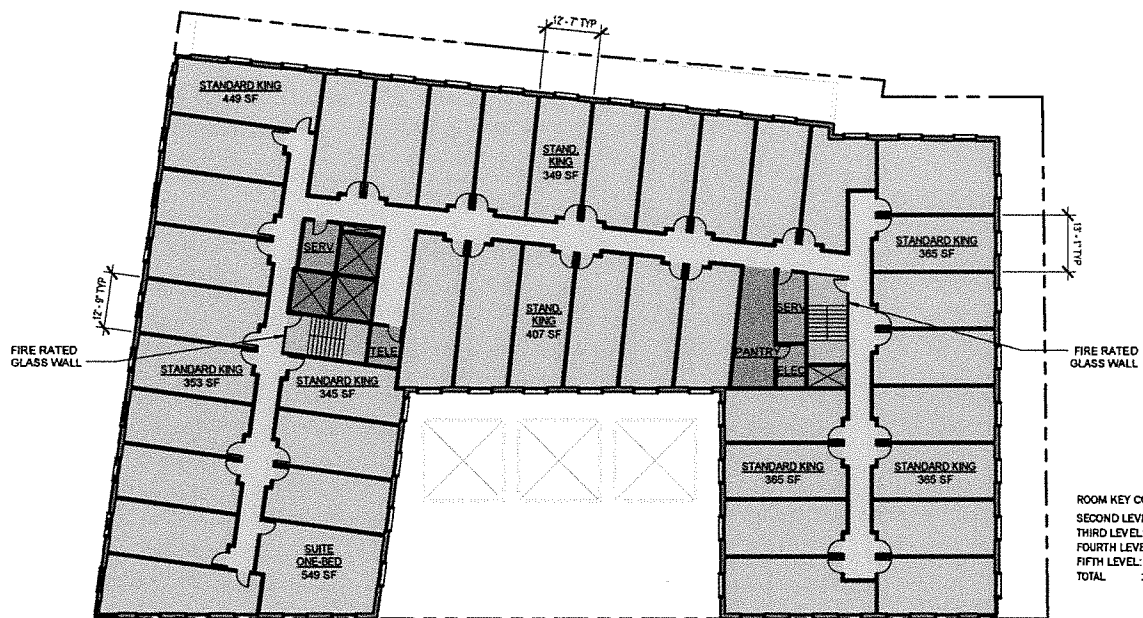 12'-7" TYP
STANDARD KING
449 SF
STAND.
KING
349 SF
STANDARD KING
365 SF
13'-1" TYP
SERV
12'-9" TYP
STAND.
KING
407 SF
SERV
FIRE RATED
GLASS WALL
TELE
PANTRY
ELEC
FIRE RATED
GLASS WALL
STANDARD KING
353 SF
STANDARD KING
345 SF
STANDARD KING
365 SF
STANDARD KING
365 SF
SUITE
ONE-BED
549 SF
ROOM KEY CO
SECOND LEVE
THIRD LEVEL:
FOURTH LEVE
FIFTH LEVEL:
TOTAL